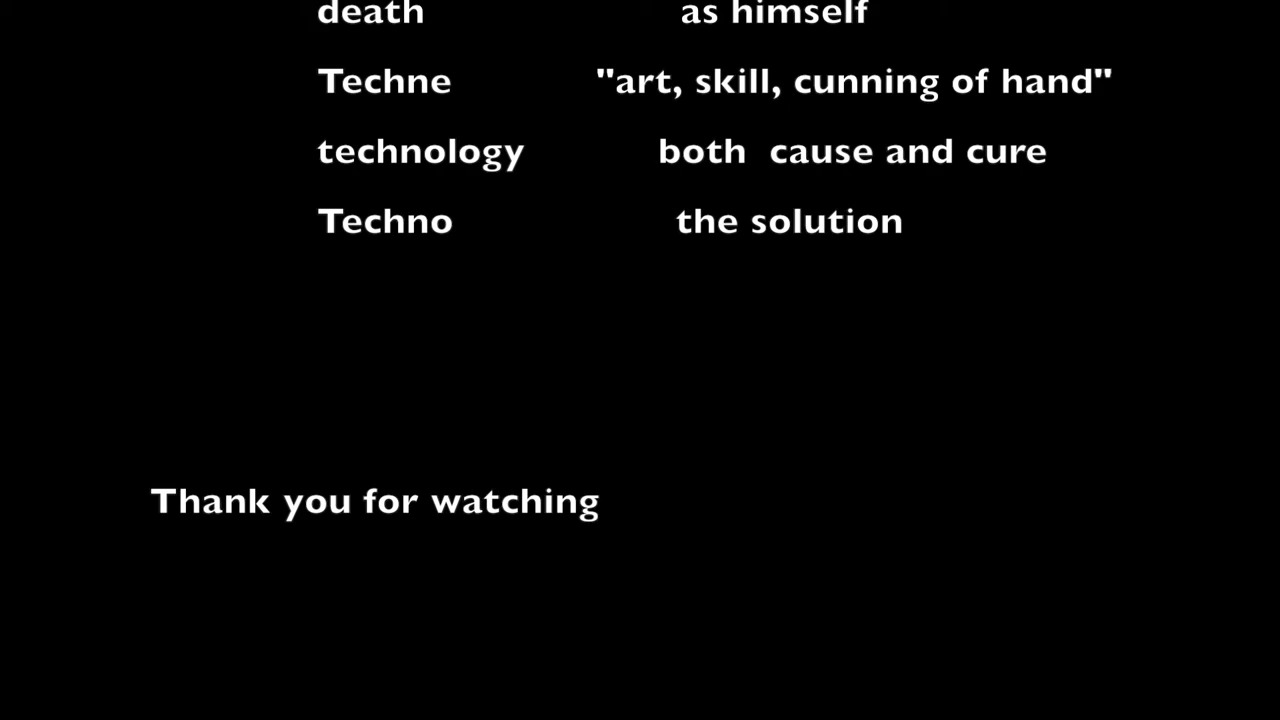 death as himself
Techne "art, skill, cunning of hand"
technology both cause and cure
Techno the solution
Thank you for watching